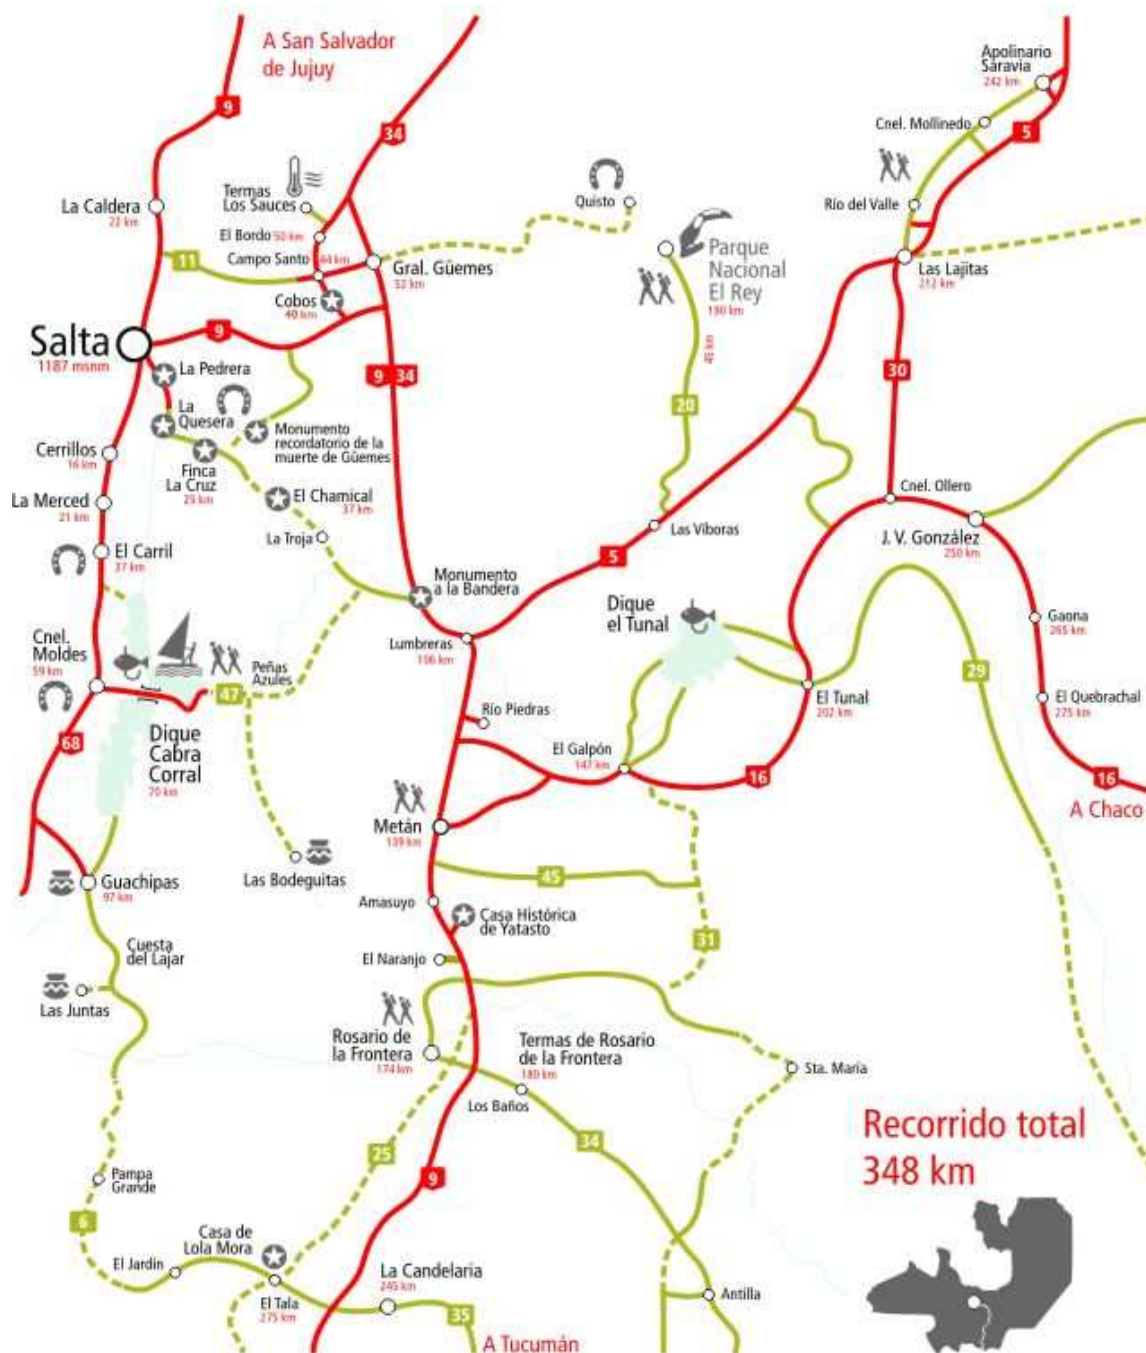 A San Salvador
de Jujuy
9
34
Apolinario
Saravia
242 km
Cnel. Mollinedo
5
Termas
Los Sauces
Quisto
La Caldera
22 km
Río del Valle
El Bordo 50 km
11
Campo Santo 44 km
Gral. Güemes
52 km
Parque
Nacional
El Rey
190 km
Las Lajitas
212 km
Cobos
40 km
Salta
1187 msnm
9
45 km
La Pedrera
9 34
30
20
La
Quesera
Monumento
recordatorio de la
muerte de Güemes
Cerrillos
16 km
Finca
La Cruz
25 km
La Merced
21 km
El Chamical
37 km
Cnel. Ollero
Las Víboras
La Troja
J. V. González
250 km
El Carril
37 km
5
Monumento
a la Bandera
Dique
el Tunal
Gaona
265 km
Cnel.
Moldes
59 km
Lumbreras
106 km
Peñas
Azules
47
29
El Tunal
202 km
El Quebrachal
275 km
Río Piedras
68
Dique
Cabra
Corral
70 km
El Galpón
147 km
16
16
A Chaco
Metán
139 km
Las Bodeguitas
Guachipas
97 km
45
Amasuyo
Casa Histórica
de Yatasto
31
Cuesta
del Lajar
El Naranjo
Las Juntas
Rosario de
la Frontera
174 km
Termas de Rosario
de la Frontera
180 km
Sta. María
Los Baños
Recorrido total
348 km
34
25
9
Pampa
Grande
6
Casa de
Lola Mora
El Jardín
La Candelaria
245 km
El Tala
275 km
Antilla
35
A Tucumán